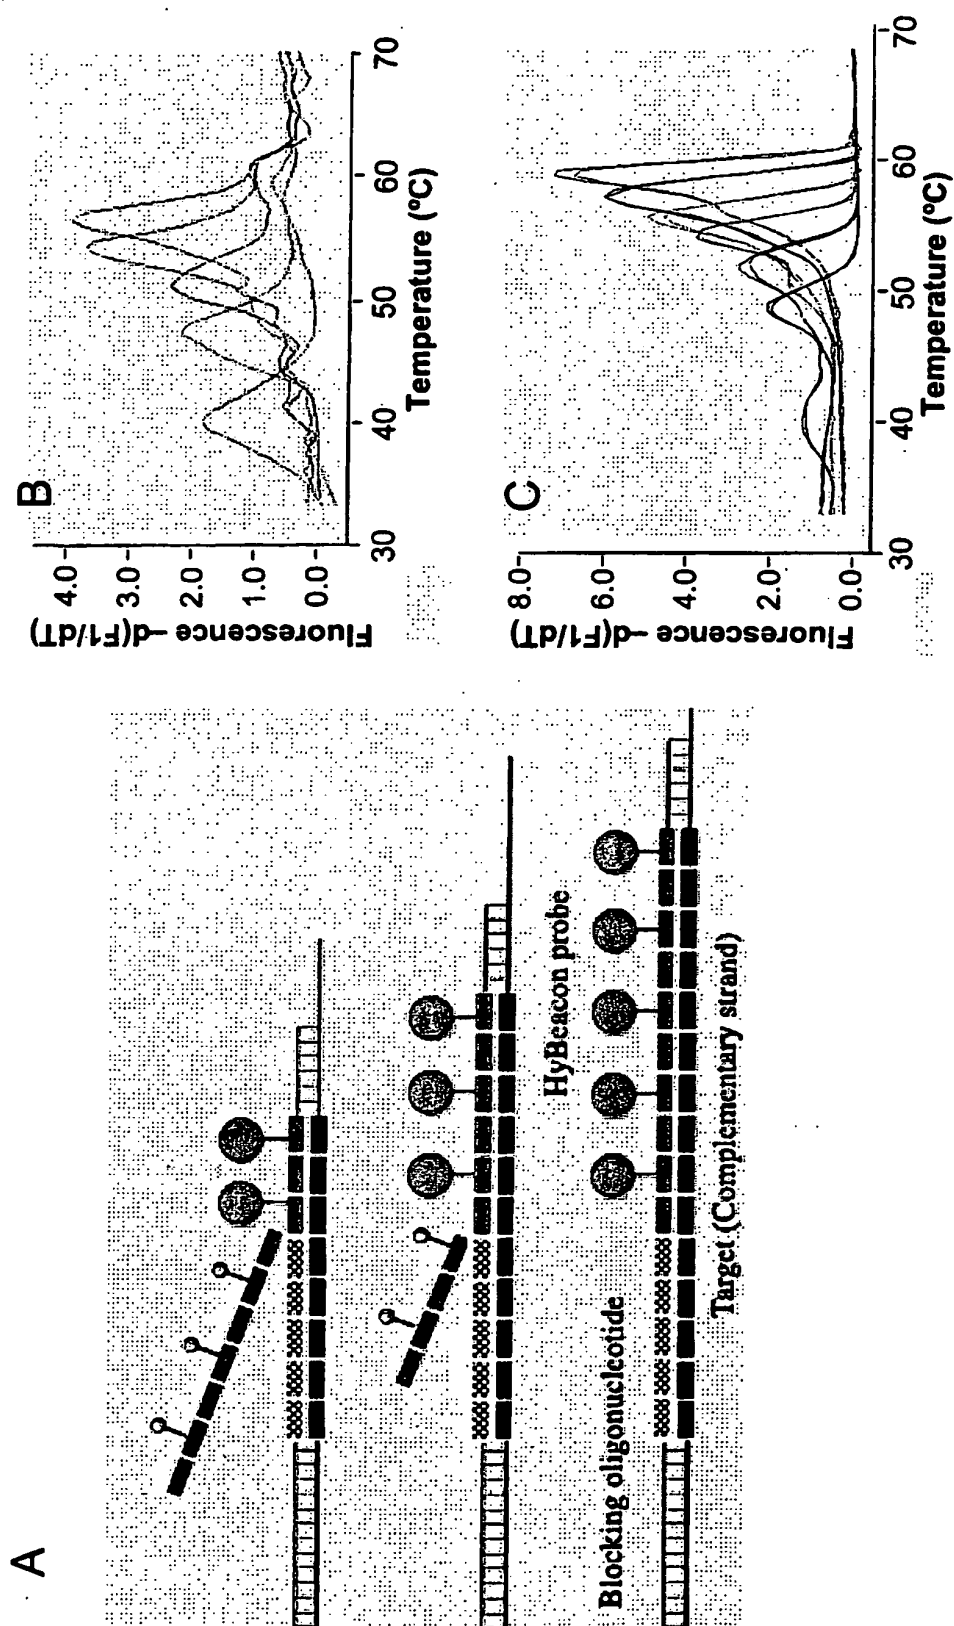 A
Blocking oligonucleotide
HyBeacon probe
Target (Complementary strand)
B
Fluorescence –d(F1/dT)
4.0
3.0
2.0
1.0
0.0
30 40 50 60 70
Temperature (ºC)
C
Fluorescence –d(F1/dT)
8.0
6.0
4.0
2.0
0.0
30 40 50 60 70
Temperature (ºC)